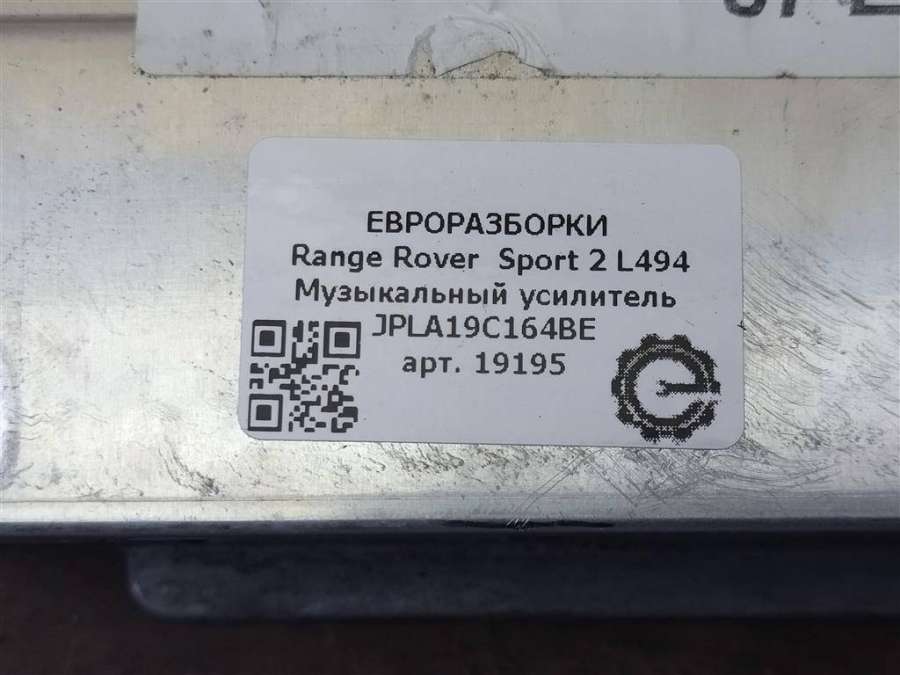 ЕВРОРАЗБОРКИ
Range Rover Sport 2 L494
Музыкальный усилитель
JPLA19C164BE
арт. 19195